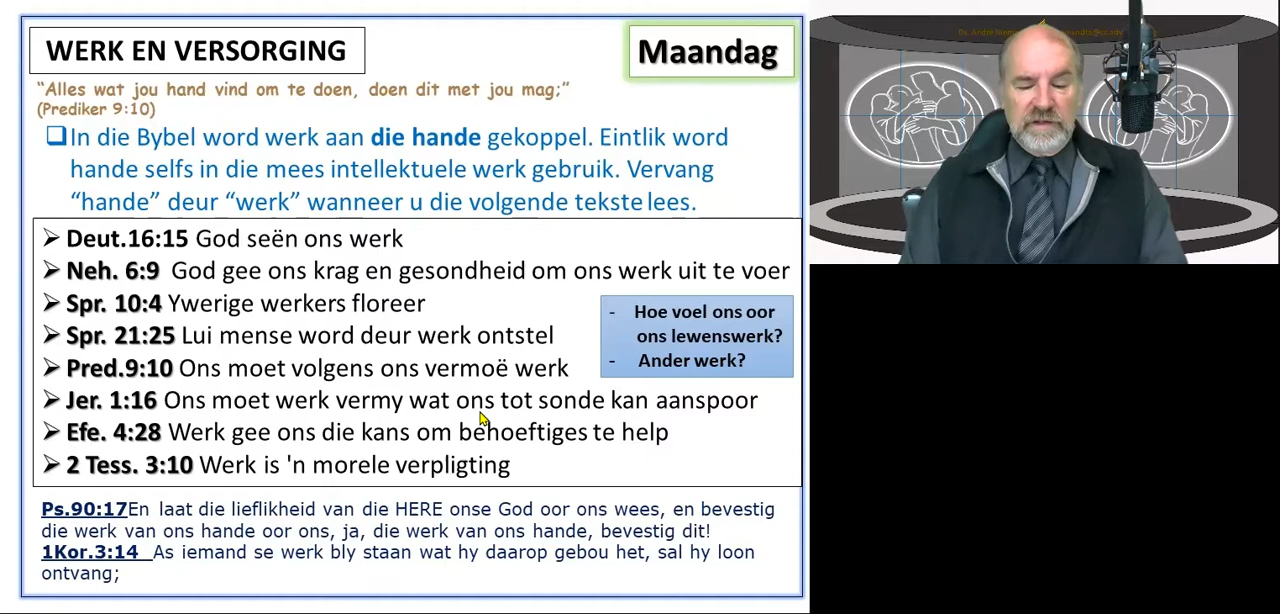 WERK EN VERSORGING
Maandag
“Alles wat jou hand vind om te doen, doen dit met jou mag;”
(Prediker 9:10)
In die Bybel word werk aan die hande gekoppel. Eintlik word
hande selfs in die mees intellektuele werk gebruik. Vervang
“hande” deur “werk” wanneer u die volgende tekste lees.
Deut.16:15 God seën ons werk
Neh. 6:9 God gee ons krag en gesondheid om ons werk uit te voer
Spr. 10:4 Ywerige werkers floreer
Spr. 21:25 Lui mense word deur werk ontstel
Pred.9:10 Ons moet volgens ons vermoë werk
Jer. 1:16 Ons moet werk vermy wat ons tot sonde kan aanspoor
Efe. 4:28 Werk gee ons die kans om behoeftiges te help
2 Tess. 3:10 Werk is 'n morele verpligting
- Hoe voel ons oor
ons lewenswerk?
- Ander werk?
Ps.90:17En laat die lieflikheid van die HERE onse God oor ons wees, en bevestig
die werk van ons hande oor ons, ja, die werk van ons hande, bevestig dit!
1Kor.3:14 As iemand se werk bly staan wat hy daarop gebou het, sal hy loon
ontvang;